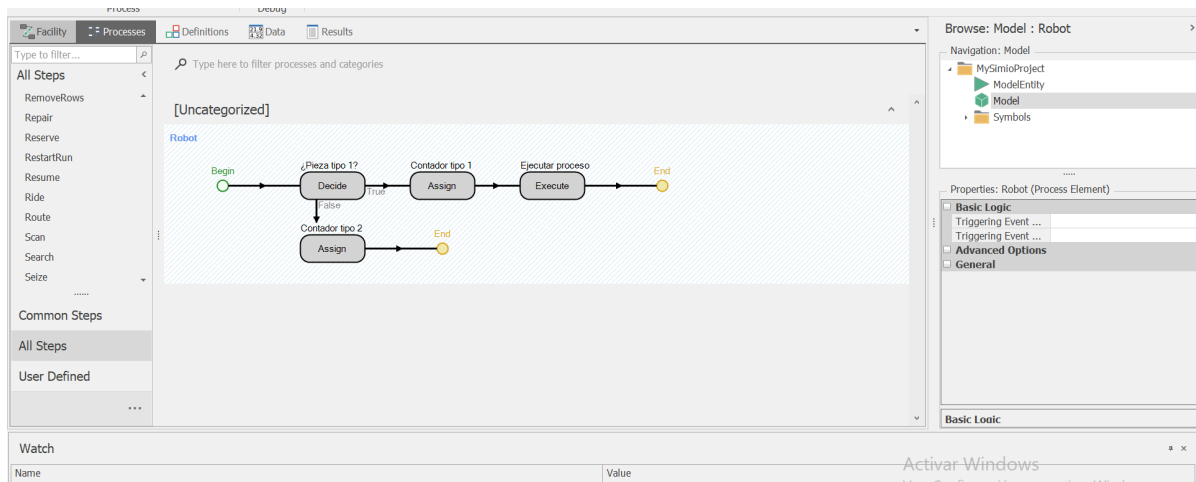 Process Debug
Facility Processes Definitions Data Results
Type to filter...
All Steps
RemoveRows
Repair
Reserve
RestartRun
Resume
Ride
Route
Scan
Search
Seize
Common Steps
All Steps
User Defined
...
Type here to filter processes and categories
[Uncategorized]
Robot
Begin
¿Pieza tipo 1?
Decide
True
False
Contador tipo 1
Assign
Ejecutar proceso
Execute
End
Contador tipo 2
Assign
End
Browse: Model : Robot
Navigation: Model
MySimioProject
ModelEntity
Model
Symbols
Properties: Robot (Process Element)
Basic Logic
Triggering Event ...
Triggering Event ...
Advanced Options
General
Basic Logic
Watch
Name Value
Activar Windows